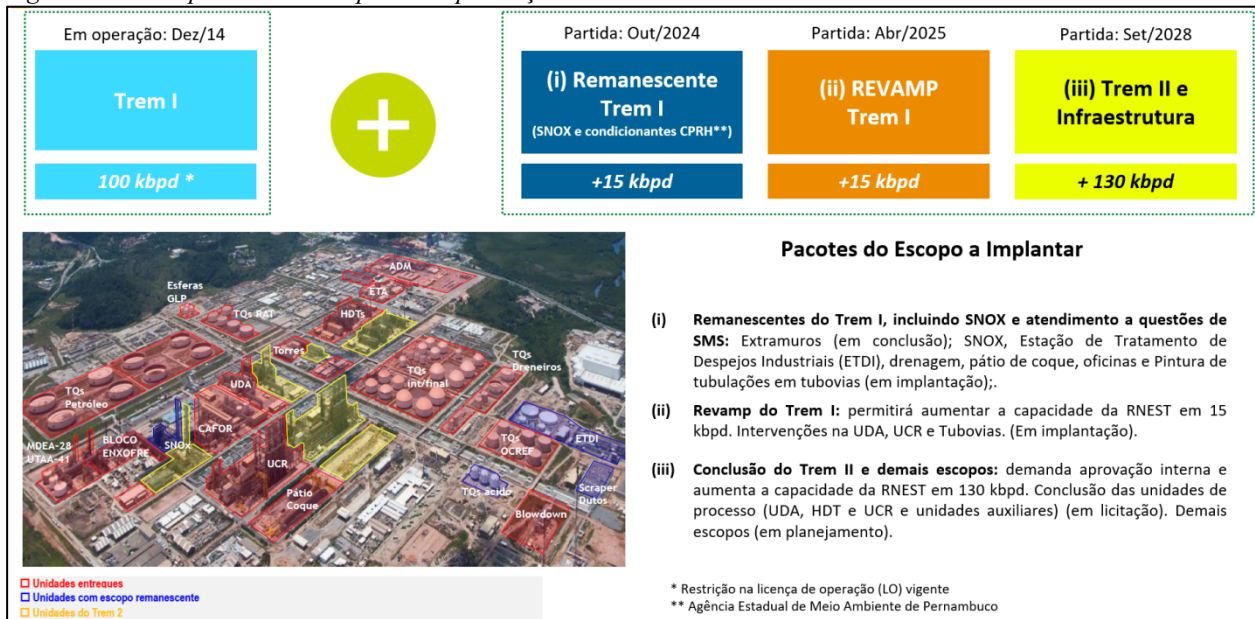 Em operação: Dez/14
Trem I
100 kbpd *
+
Partida: Out/2024
(i) Remanescente
Trem I
(SNOX e condicionantes CPRH**)
+15 kbpd
Partida: Abr/2025
(ii) REVAMP
Trem I
+15 kbpd
Partida: Set/2028
(iii) Trem II e
Infraestrutura
+ 130 kbpd
ADM
ETA
Esferas
GLP
TQs RAT
HDTs
Torres
TQs
Petróleo
UDA
TQs
int/final
TQs
Dreneiros
MDEA-28
UTAA-41
BLOCO
ENXOFRE
SNOx
CAFOR
UCR
TQs
OCREF
ETDI
Pátio
Coque
TQs ácido
Scraper
Dutos
Blowdown
Unidades entregues
Unidades com escopo remanescente
Unidades do Trem 2
Pacotes do Escopo a Implantar
(i) Remanescentes do Trem I, incluindo SNOX e atendimento a questões de
SMS: Extramuros (em conclusão); SNOX, Estação de Tratamento de
Despejos Industriais (ETDI), drenagem, pátio de coque, oficinas e Pintura de
tubulações em tubovias (em implantação);.
(ii) Revamp do Trem I: permitirá aumentar a capacidade da RNEST em 15
kbpd. Intervenções na UDA, UCR e Tubovias. (Em implantação).
(iii) Conclusão do Trem II e demais escopos: demanda aprovação interna e
aumenta a capacidade da RNEST em 130 kbpd. Conclusão das unidades de
processo (UDA, HDT e UCR e unidades auxiliares) (em licitação). Demais
escopos (em planejamento).
* Restrição na licença de operação (LO) vigente
** Agência Estadual de Meio Ambiente de Pernambuco